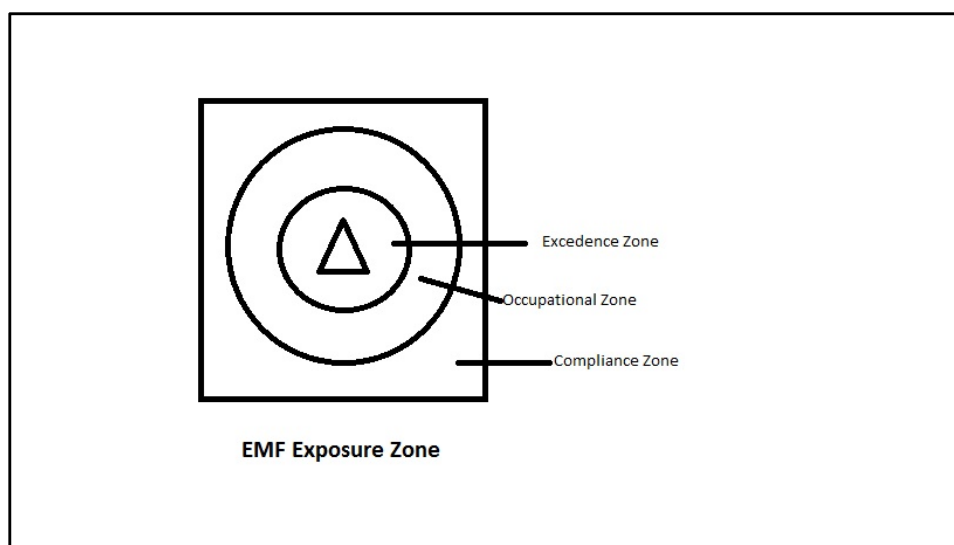 Excedence Zone
Occupational Zone
Compliance Zone
EMF Exposure Zone